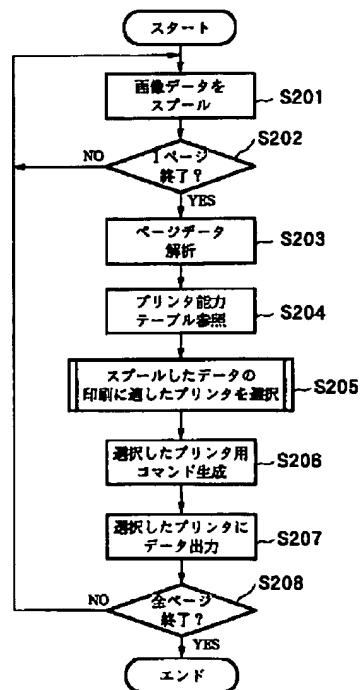 スタート
画像データを
スプール
S201
S202
1ページ
終了?
NO
YES
ページデータ
解析
S203
プリンタ能力
テーブル参照
S204
スプールしたデータの
印刷に適したプリンタを選択
S205
選択したプリンタ用
コマンド生成
S206
選択したプリンタに
データ出力
S207
S208
全ページ
終了?
NO
YES
エンド